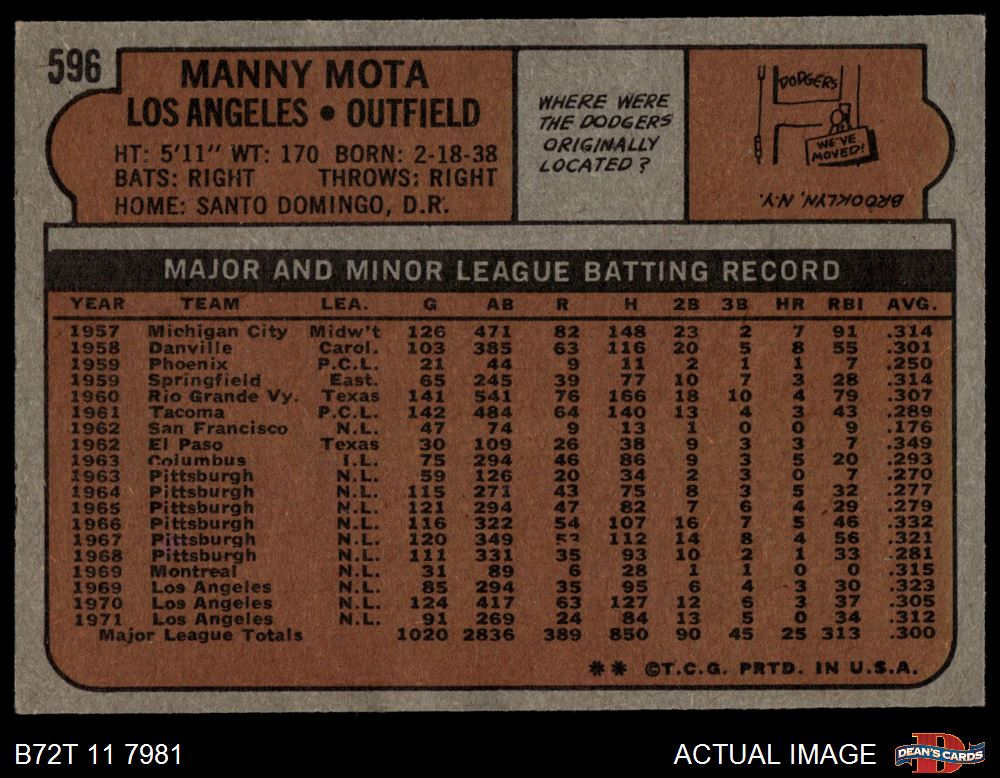 596
MANNY MOTA
LOS ANGELES • OUTFIELD
HT: 5'11" WT: 170 BORN: 2-18-38
BATS: RIGHT THROWS: RIGHT
HOME: SANTO DOMINGO, D.R.
WHERE WERE
THE DODGERS
ORIGINALLY
LOCATED?
DODGERS
WE'VE
MOVED!
BROOKLYN, N.Y.
MAJOR AND MINOR LEAGUE BATTING RECORD
YEAR TEAM LEA. G AB R H 2B 3B HR RBI AVG.
1957 Michigan City Midw't 126 471 82 148 23 2 7 91 .314
1958 Danville Carol. 103 385 63 116 20 5 8 55 .301
1959 Phoenix P.C.L. 21 44 9 11 2 1 1 7 .250
1959 Springfield East. 65 245 39 77 10 7 3 28 .314
1960 Rio Grande Vy. Texas 141 541 76 166 18 10 4 79 .307
1961 Tacoma P.C.L. 142 484 64 140 13 4 3 43 .289
1962 San Francisco N.L. 47 74 9 13 1 0 0 9 .176
1962 El Paso Texas 30 109 26 38 9 3 3 7 .349
1963 Columbus I.L. 75 294 46 86 9 3 5 20 .293
1963 Pittsburgh N.L. 59 126 20 34 2 3 0 7 .270
1964 Pittsburgh N.L. 115 271 43 75 8 3 5 32 .277
1965 Pittsburgh N.L. 121 294 47 82 7 6 4 29 .279
1966 Pittsburgh N.L. 116 322 54 107 16 7 5 46 .332
1967 Pittsburgh N.L. 120 349 53 112 14 8 4 56 .321
1968 Pittsburgh N.L. 111 331 35 93 10 2 1 33 .281
1969 Montreal N.L. 31 89 6 28 1 1 0 0 .315
1969 Los Angeles N.L. 85 294 35 95 6 4 3 30 .323
1970 Los Angeles N.L. 124 417 63 127 12 6 3 37 .305
1971 Los Angeles N.L. 91 269 24 84 13 5 0 34 .312
Major League Totals 1020 2836 389 850 90 45 25 313 .300
** ©T.C.G. PRTD. IN U.S.A.
B72T 11 7981
ACTUAL IMAGE
DEAN'S CARDS